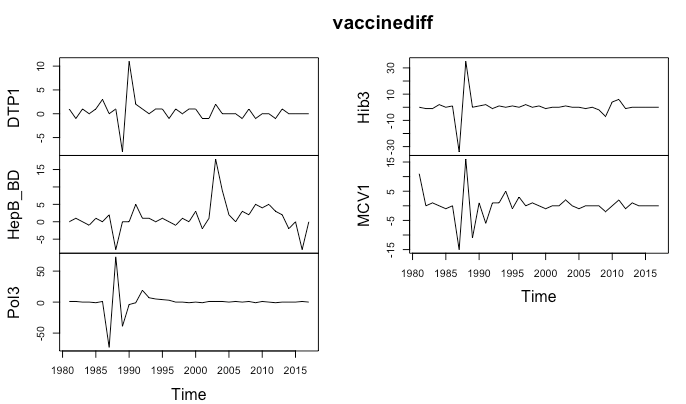 vaccinediff
DTP1
-5 0 5 10
HepB_BD
-5 0 5 15
Pol3
-50 0 50
1980 1985 1990 1995 2000 2005 2010 2015
Time
Hib3
-30 -10 10 30
MCV1
-15 -5 5 15
1980 1985 1990 1995 2000 2005 2010 2015
Time